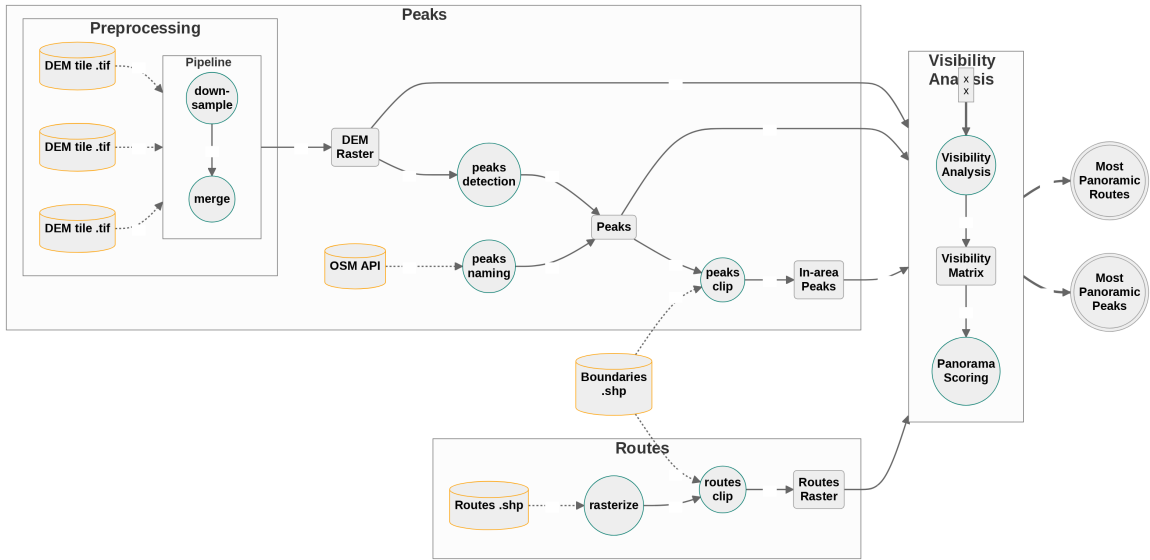 Peaks
Preprocessing
DEM tile .tif
DEM tile .tif
DEM tile .tif
Pipeline
down-
sample
merge
DEM
Raster
peaks
detection
OSM API
peaks
naming
Peaks
peaks
clip
In-area
Peaks
Boundaries
.shp
Routes
Routes .shp
rasterize
routes
clip
Routes
Raster
Visibility
Analysis
x
x
Visibility
Analysis
Visibility
Matrix
Panorama
Scoring
Most
Panoramic
Routes
Most
Panoramic
Peaks